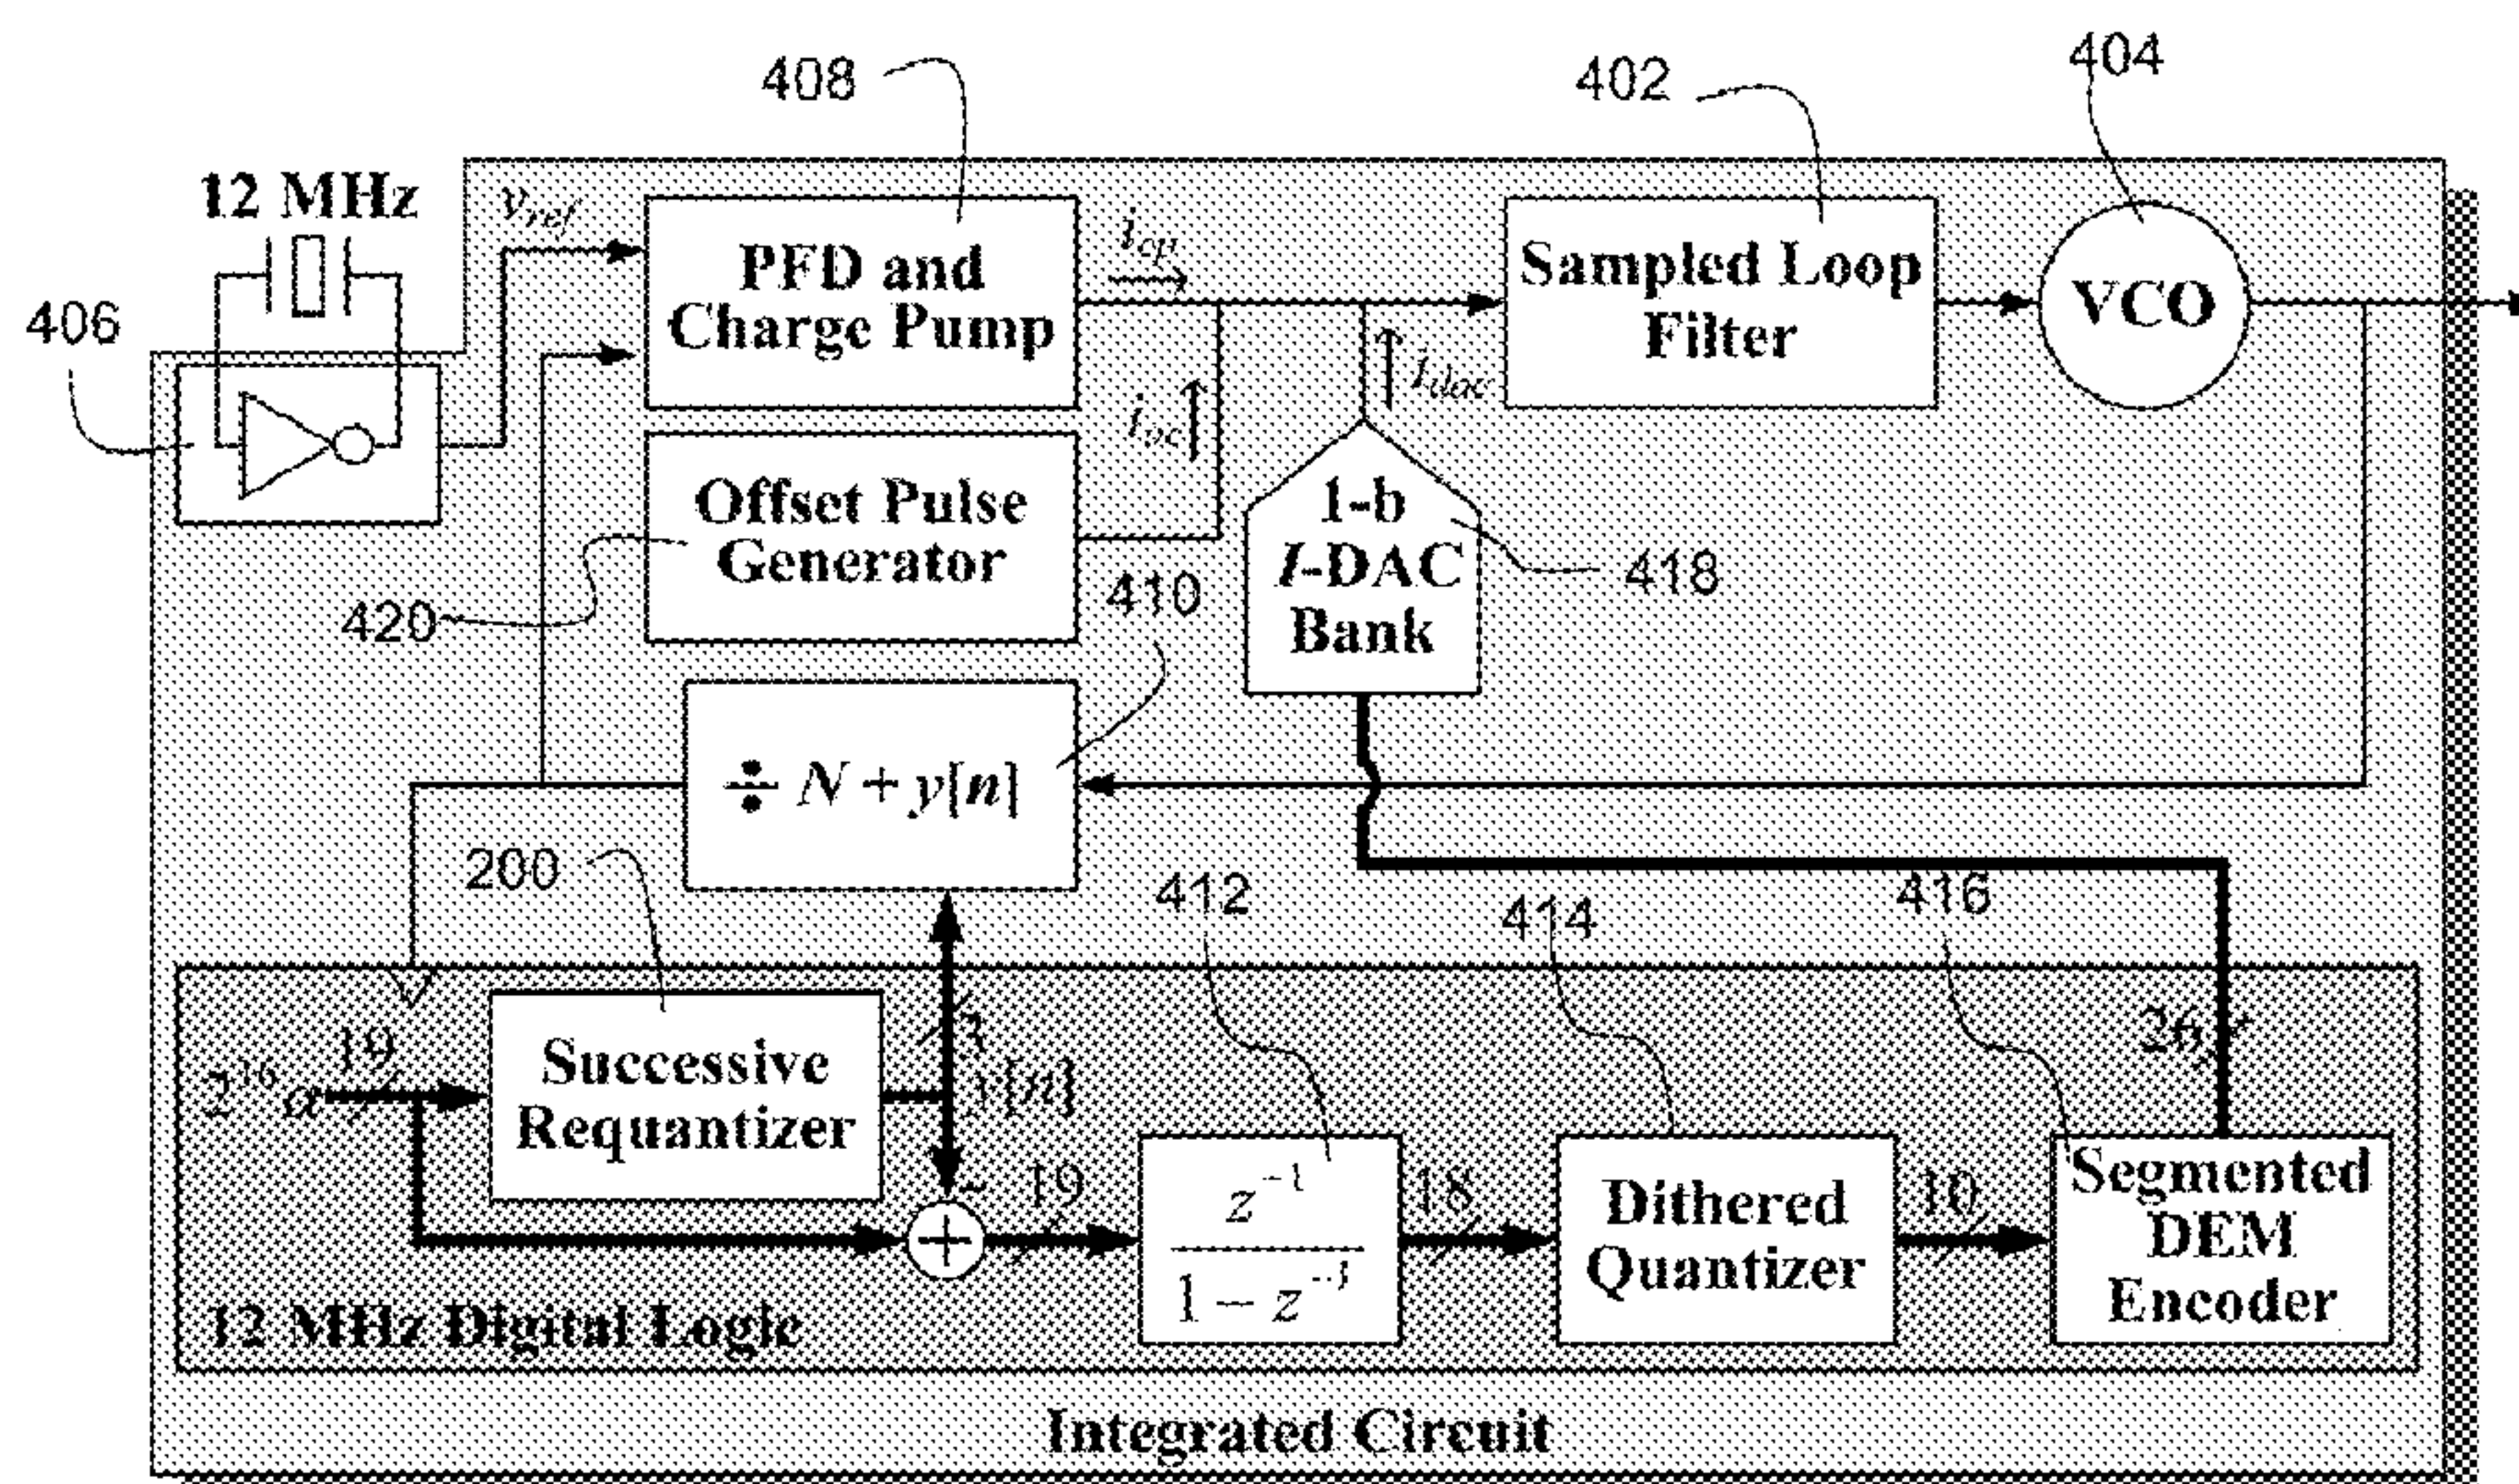 408
402
404
12 MHz
v_ref
PFD and
Charge Pump
i_cp
Sampled Loop
Filter
VCO
406
i_oc
i_dac
Offset Pulse
Generator
1-b
I-DAC
Bank
420
410
418
÷ N + y[n]
200
412
414
416
19
2^16 α
Successive
Requantizer
3
y[n]
26
−
19
z^-1
1 − z^-1
18
Dithered
Quantizer
10
Segmented
DEM
Encoder
12 MHz Digital Logic
Integrated Circuit